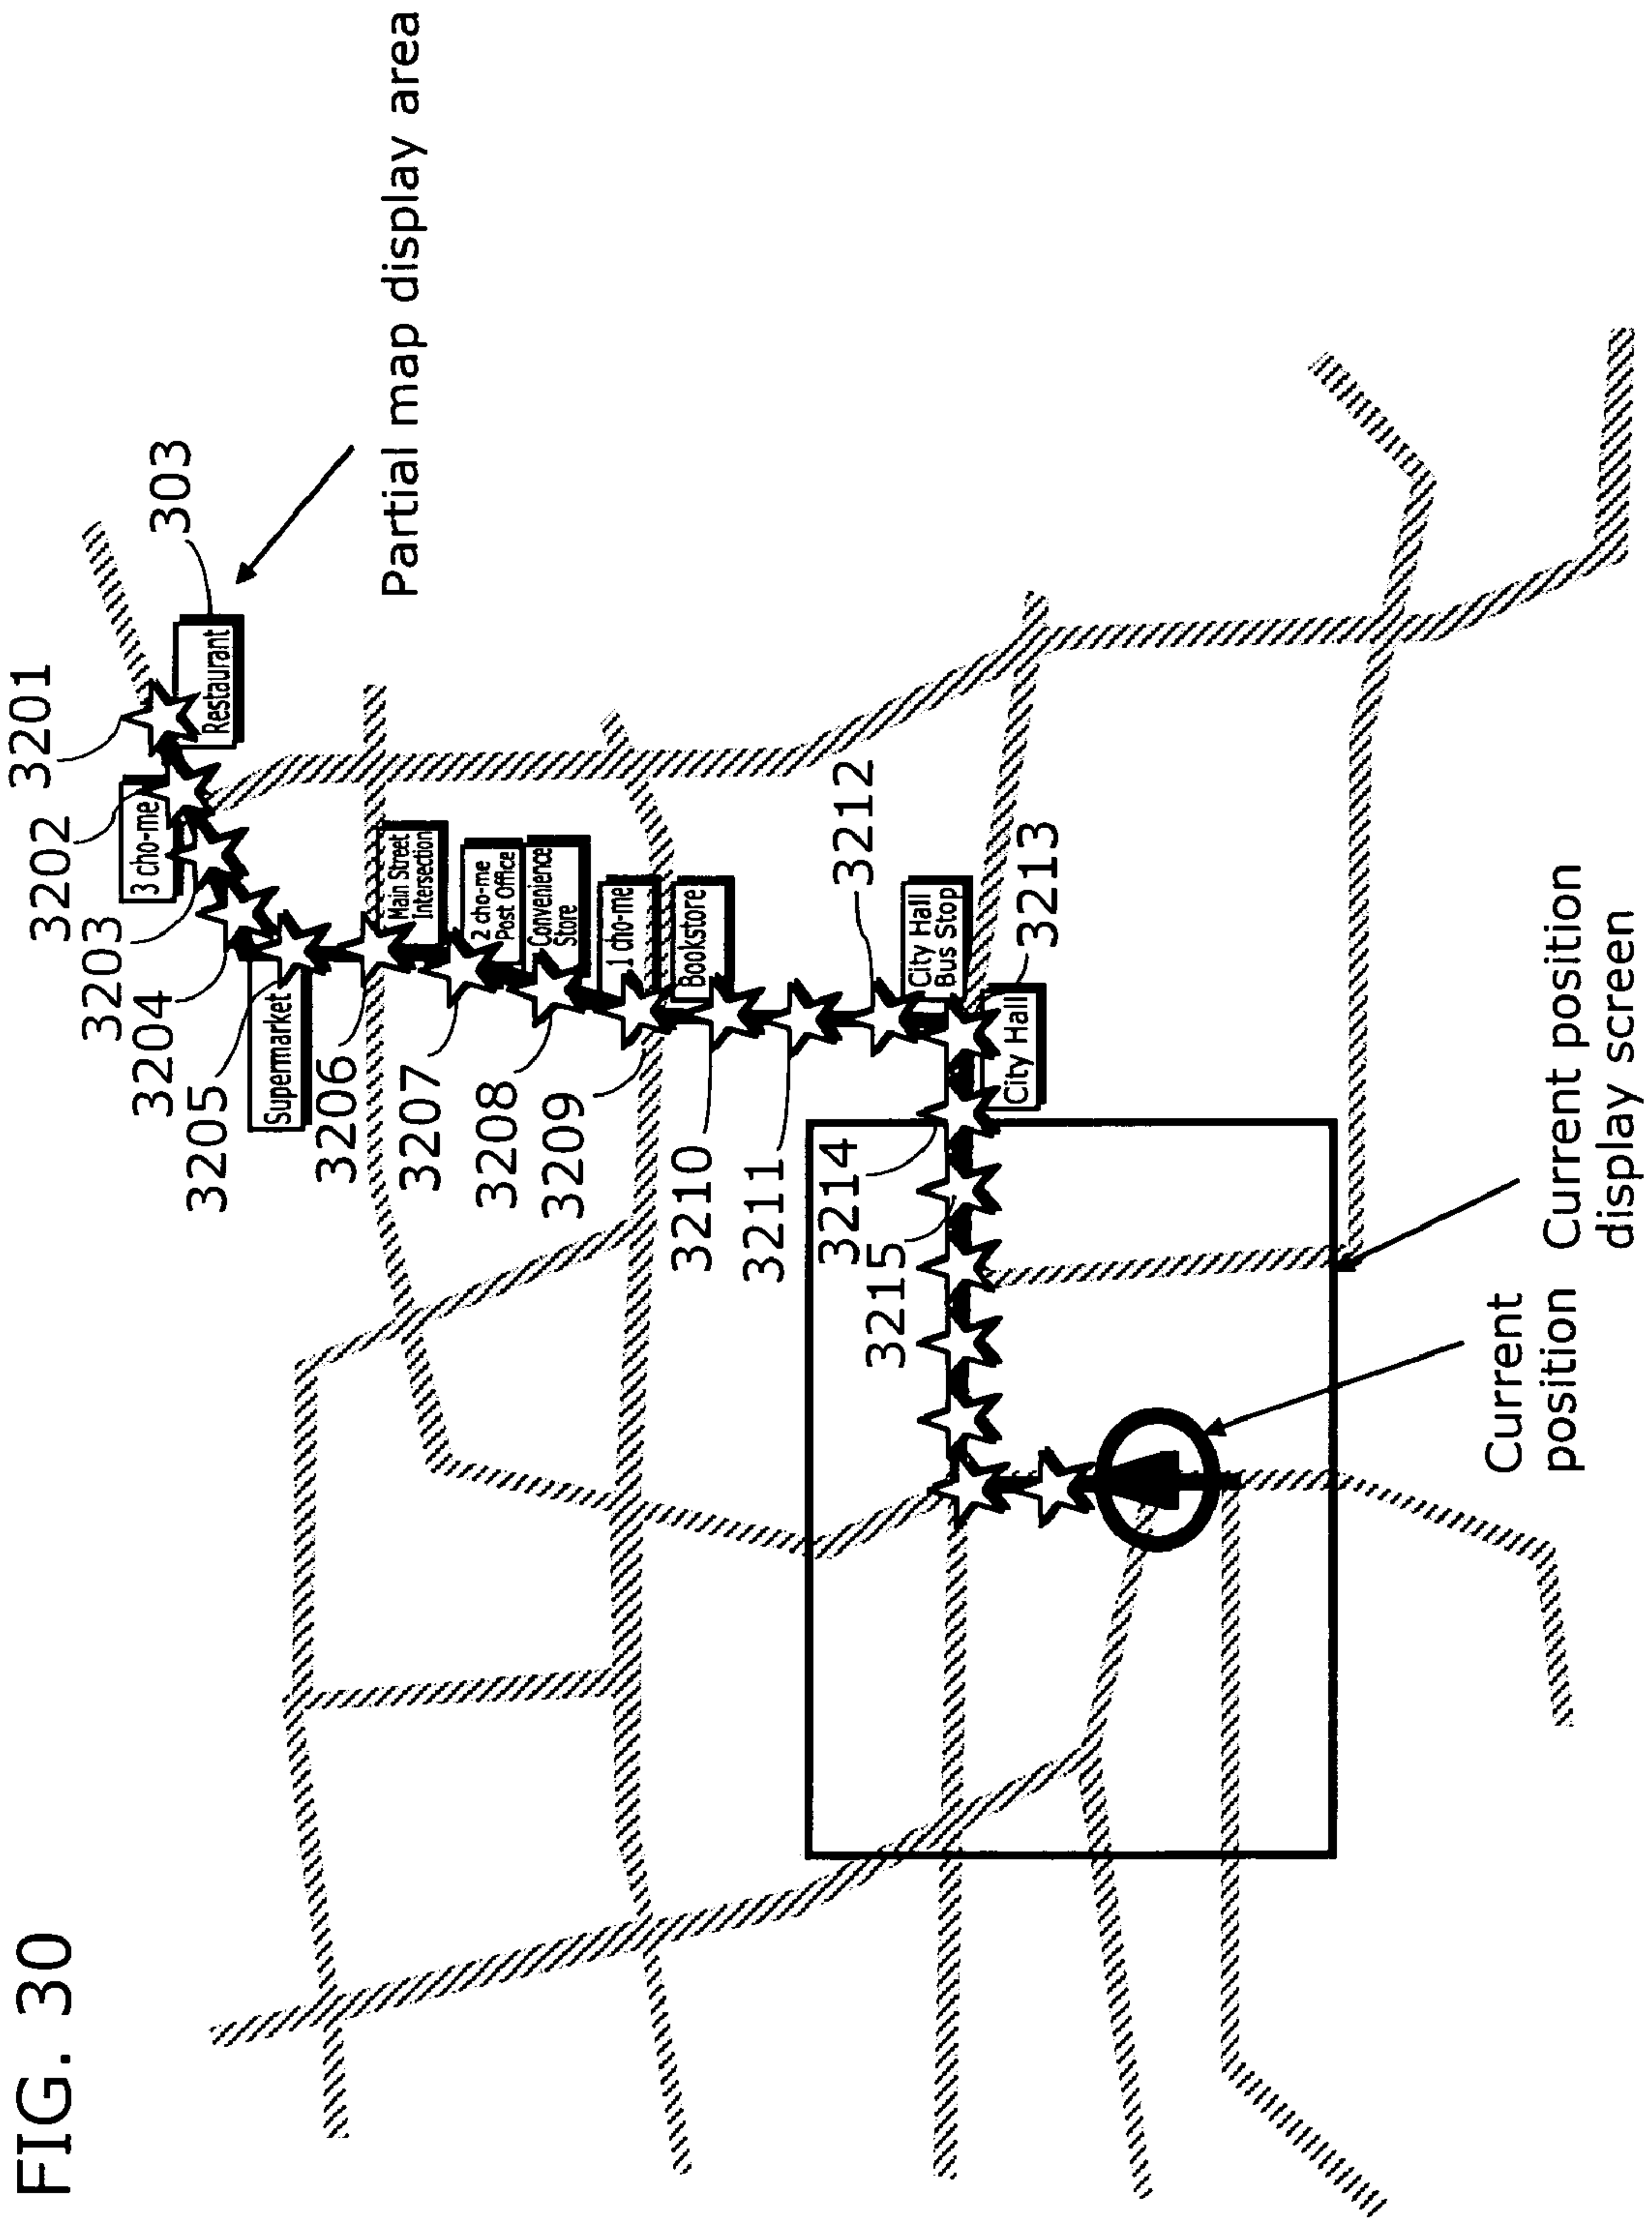 FIG. 30
3201
3202
3203
3204
3205
3206
3207
3208
3209
3210
3211
3212
3213
3214
3215
303
3 cho-me
Restaurant
Supermarket
Main Street
Intersection
2 cho-me
Post Office
Convenience
Store
1 cho-me
Bookstore
City Hall
Bus Stop
City Hall
Partial map display area
Current
position
Current position
display screen